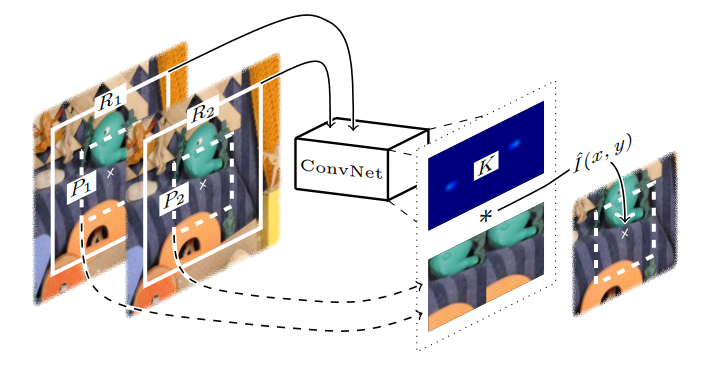 R₁
R₂
P₁
P₂
ConvNet
K
*
Î(x, y)